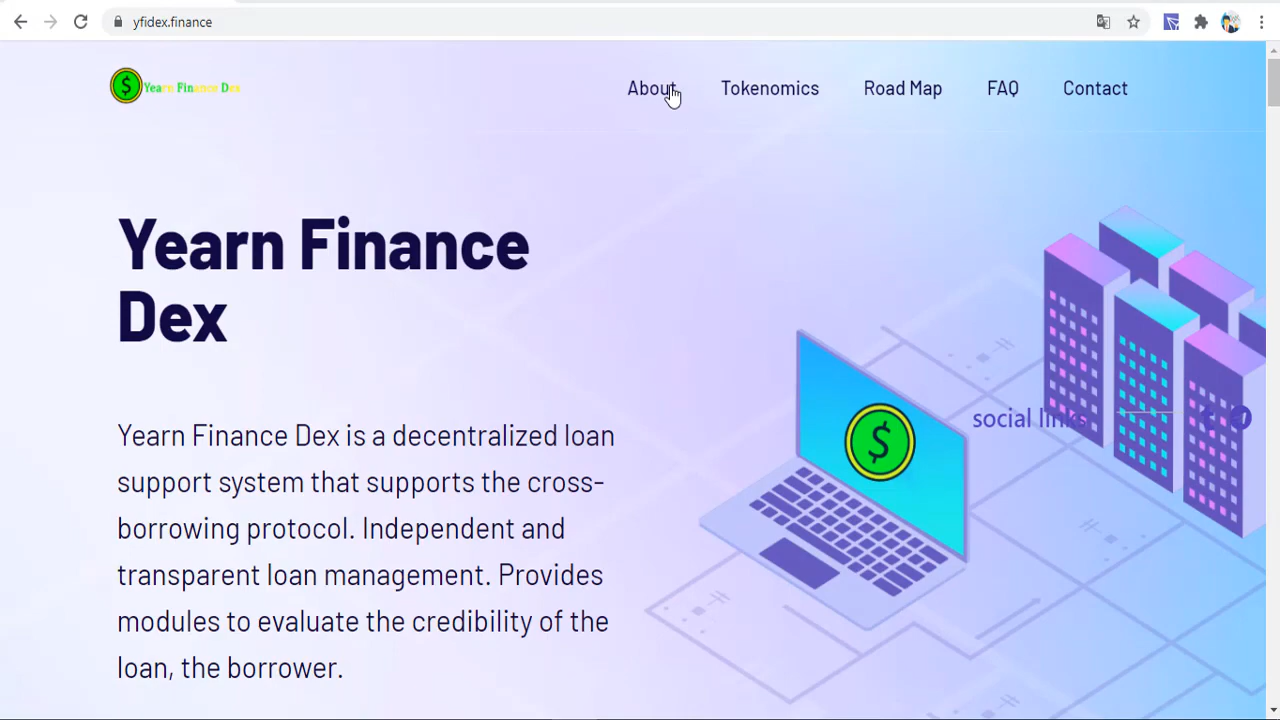 yfidex.finance
Yearn Finance Dex
About Tokenomics Road Map FAQ Contact
Yearn Finance
Dex
Yearn Finance Dex is a decentralized loan
support system that supports the cross-
borrowing protocol. Independent and
transparent loan management. Provides
modules to evaluate the credibility of the
loan, the borrower.
$
social links